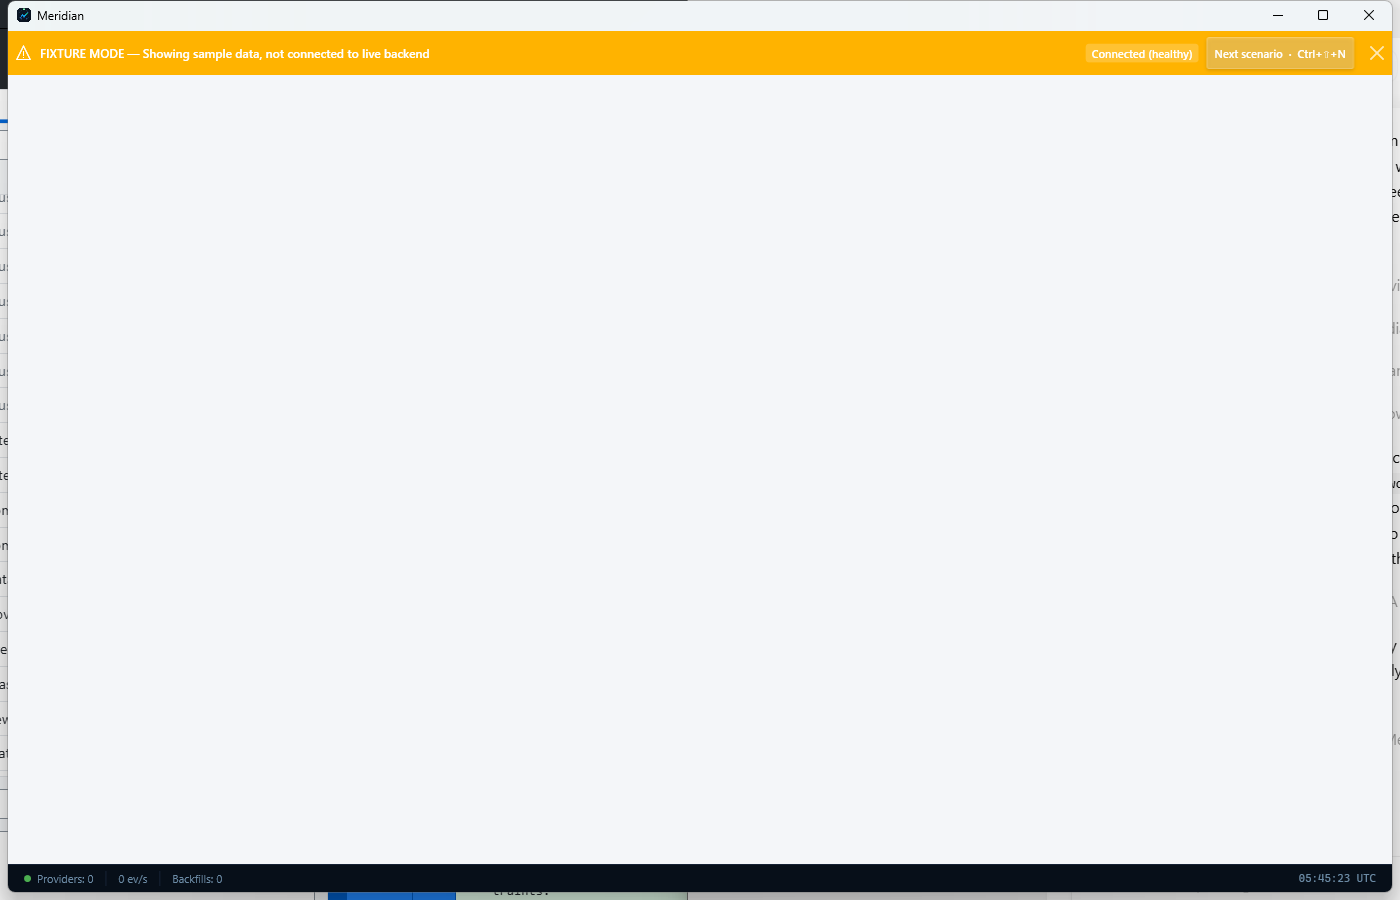 Meridian
FIXTURE MODE — Showing sample data, not connected to live backend
Connected (healthy)
Next scenario · Ctrl+⇧+N
Providers: 0
0 ev/s
Backfills: 0
05:45:23 UTC